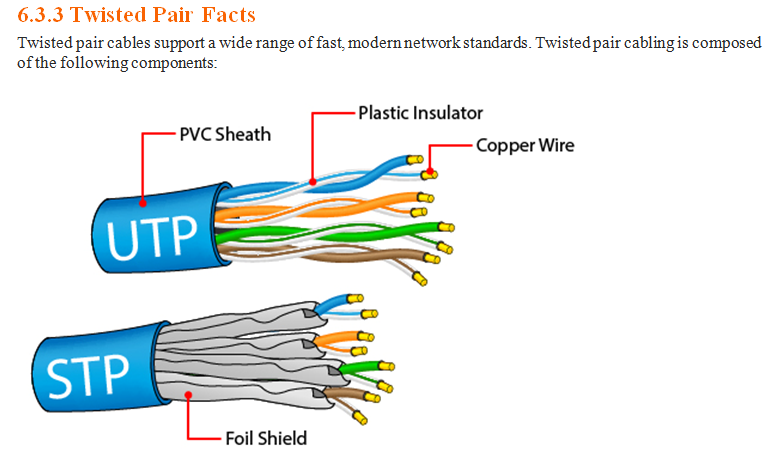 6.3.3 Twisted Pair Facts
Twisted pair cables support a wide range of fast, modern network standards. Twisted pair cabling is composed
of the following components:
Plastic Insulator
PVC Sheath
Copper Wire
UTP
STP
Foil Shield